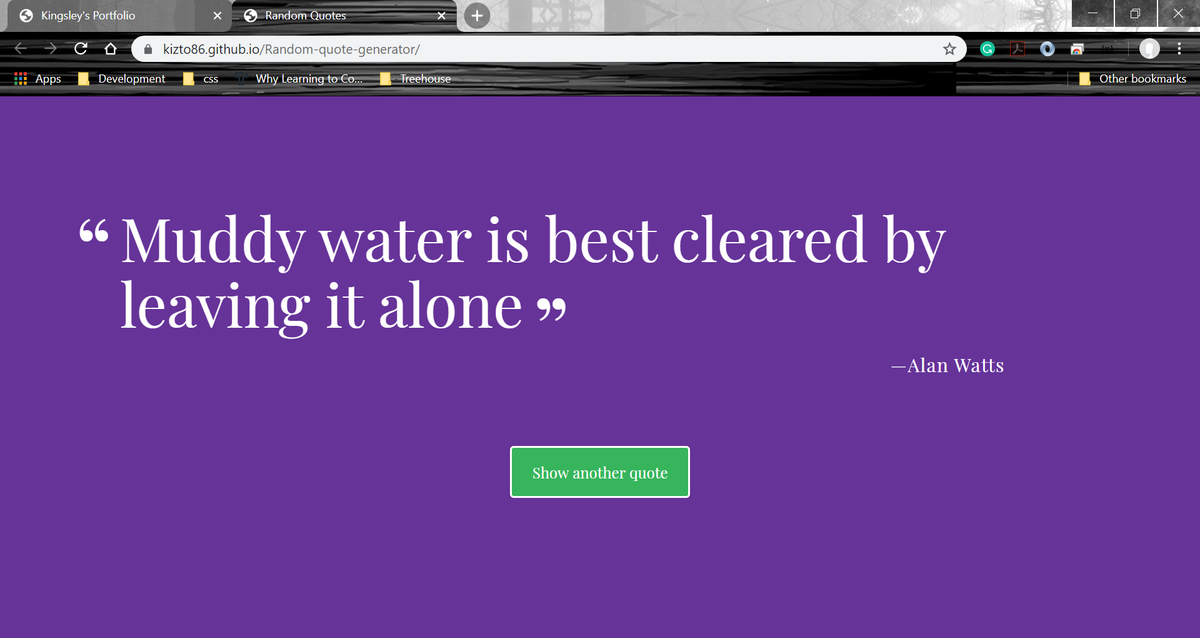 Kingsley's Portfolio
Random Quotes
kizto86.github.io/Random-quote-generator/
Apps Development css Why Learning to Co... Treehouse Other bookmarks
“ Muddy water is best cleared by
leaving it alone ”
—Alan Watts
Show another quote